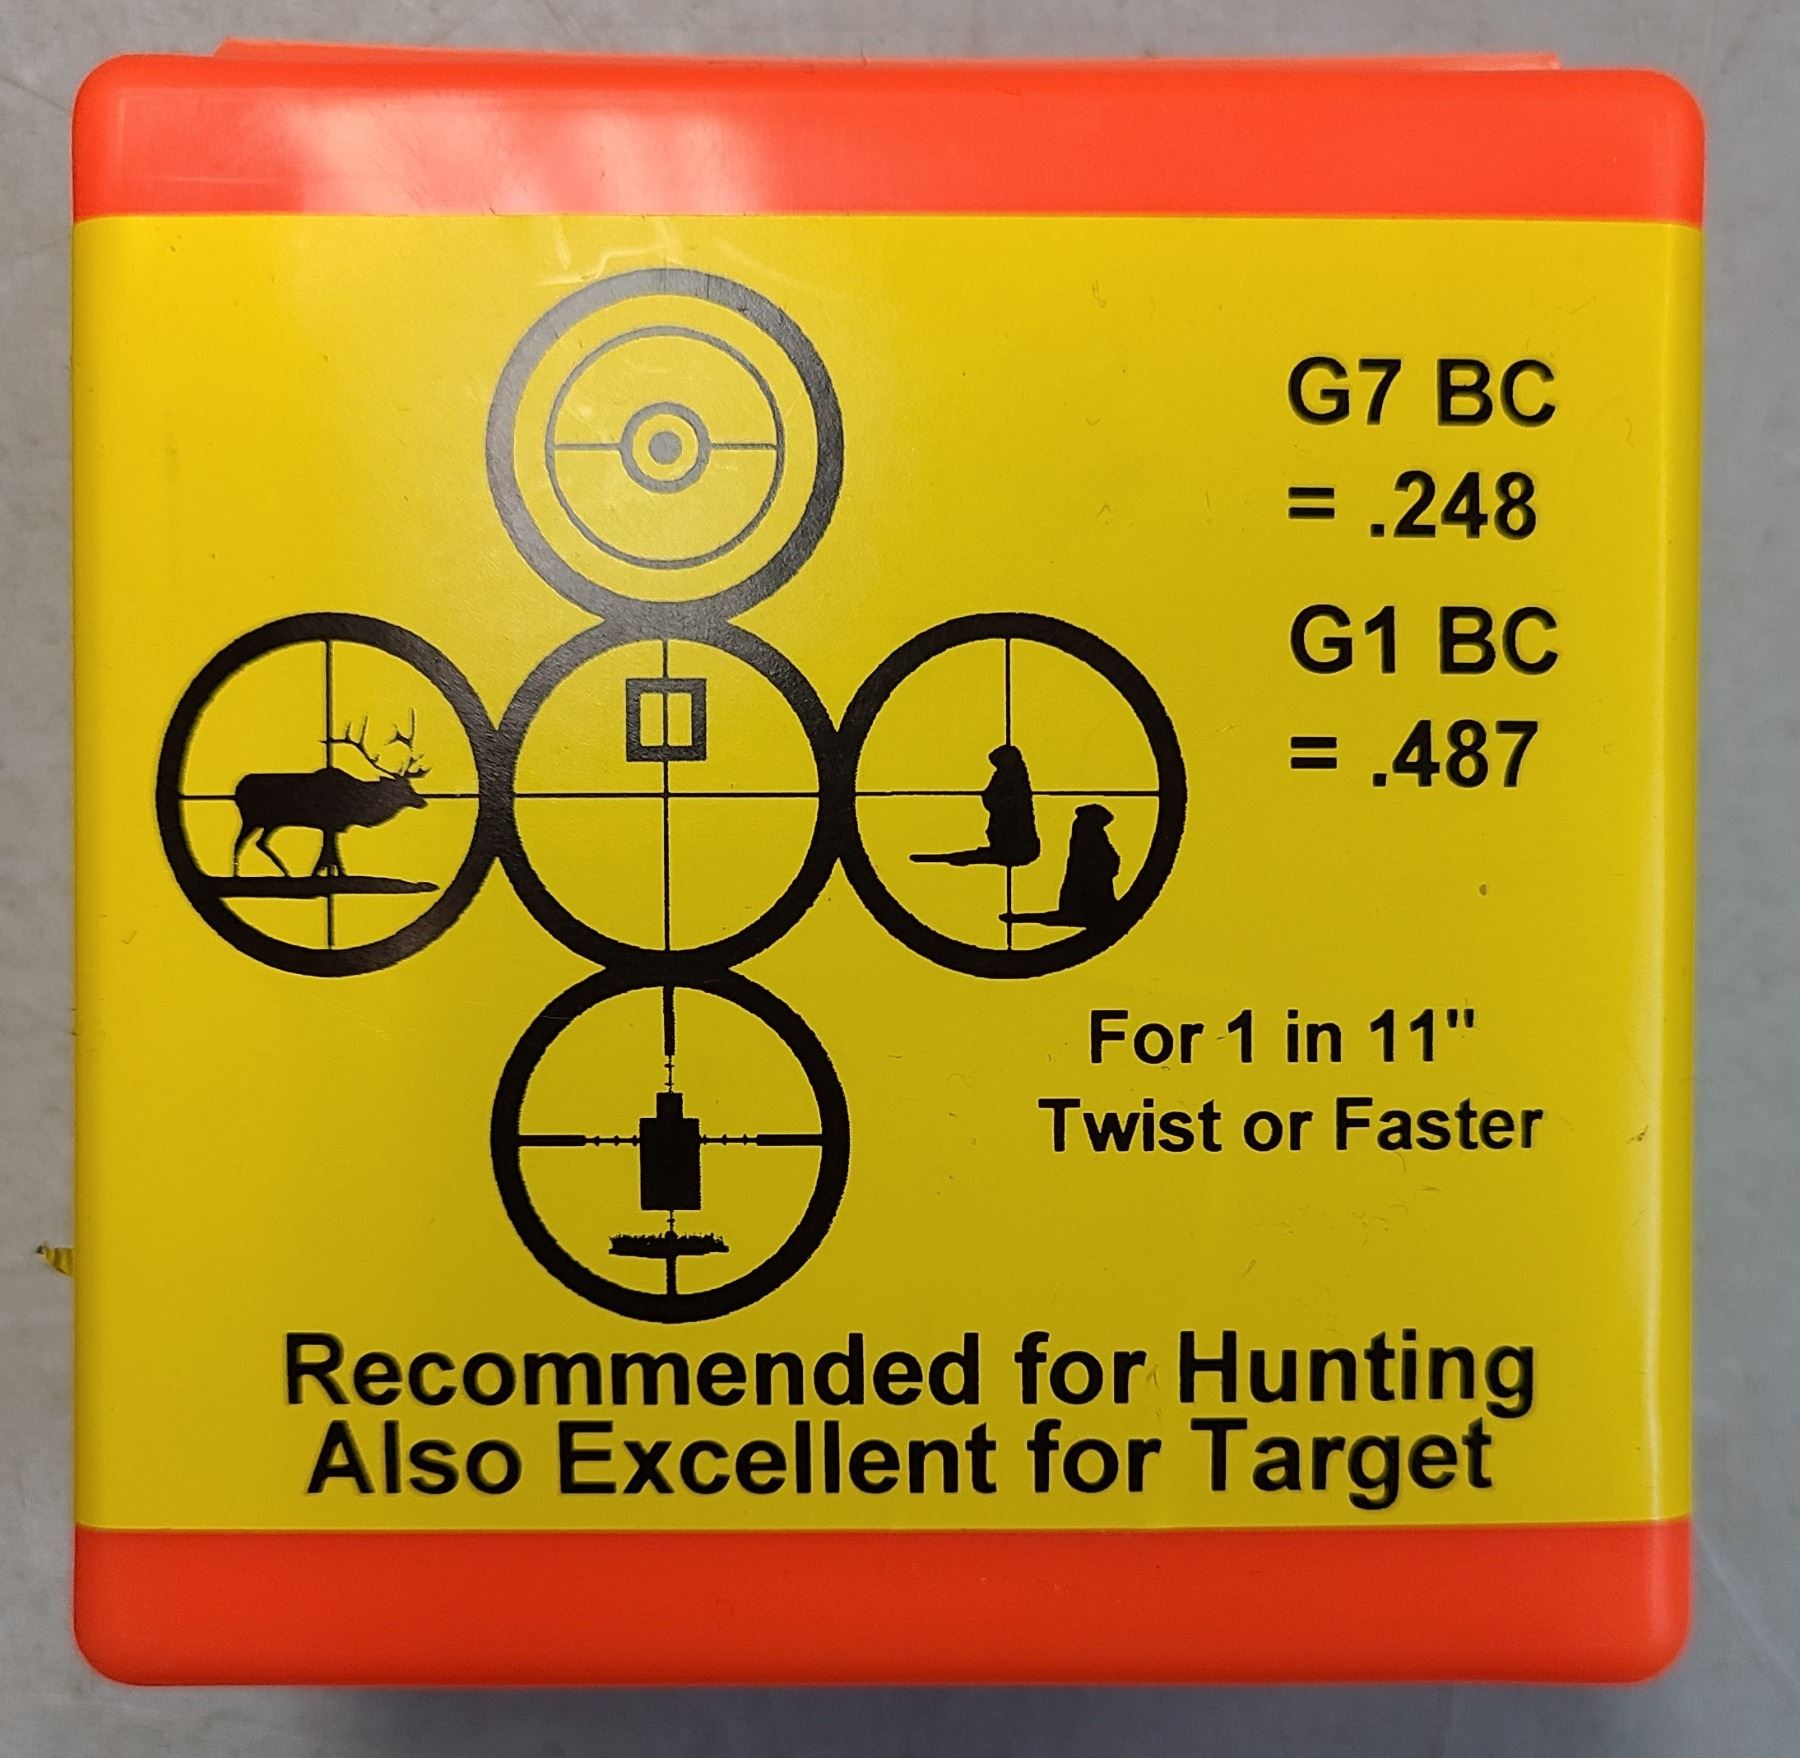 G7 BC
= .248
G1 BC
= .487
For 1 in 11"
Twist or Faster
Recommended for Hunting
Also Excellent for Target